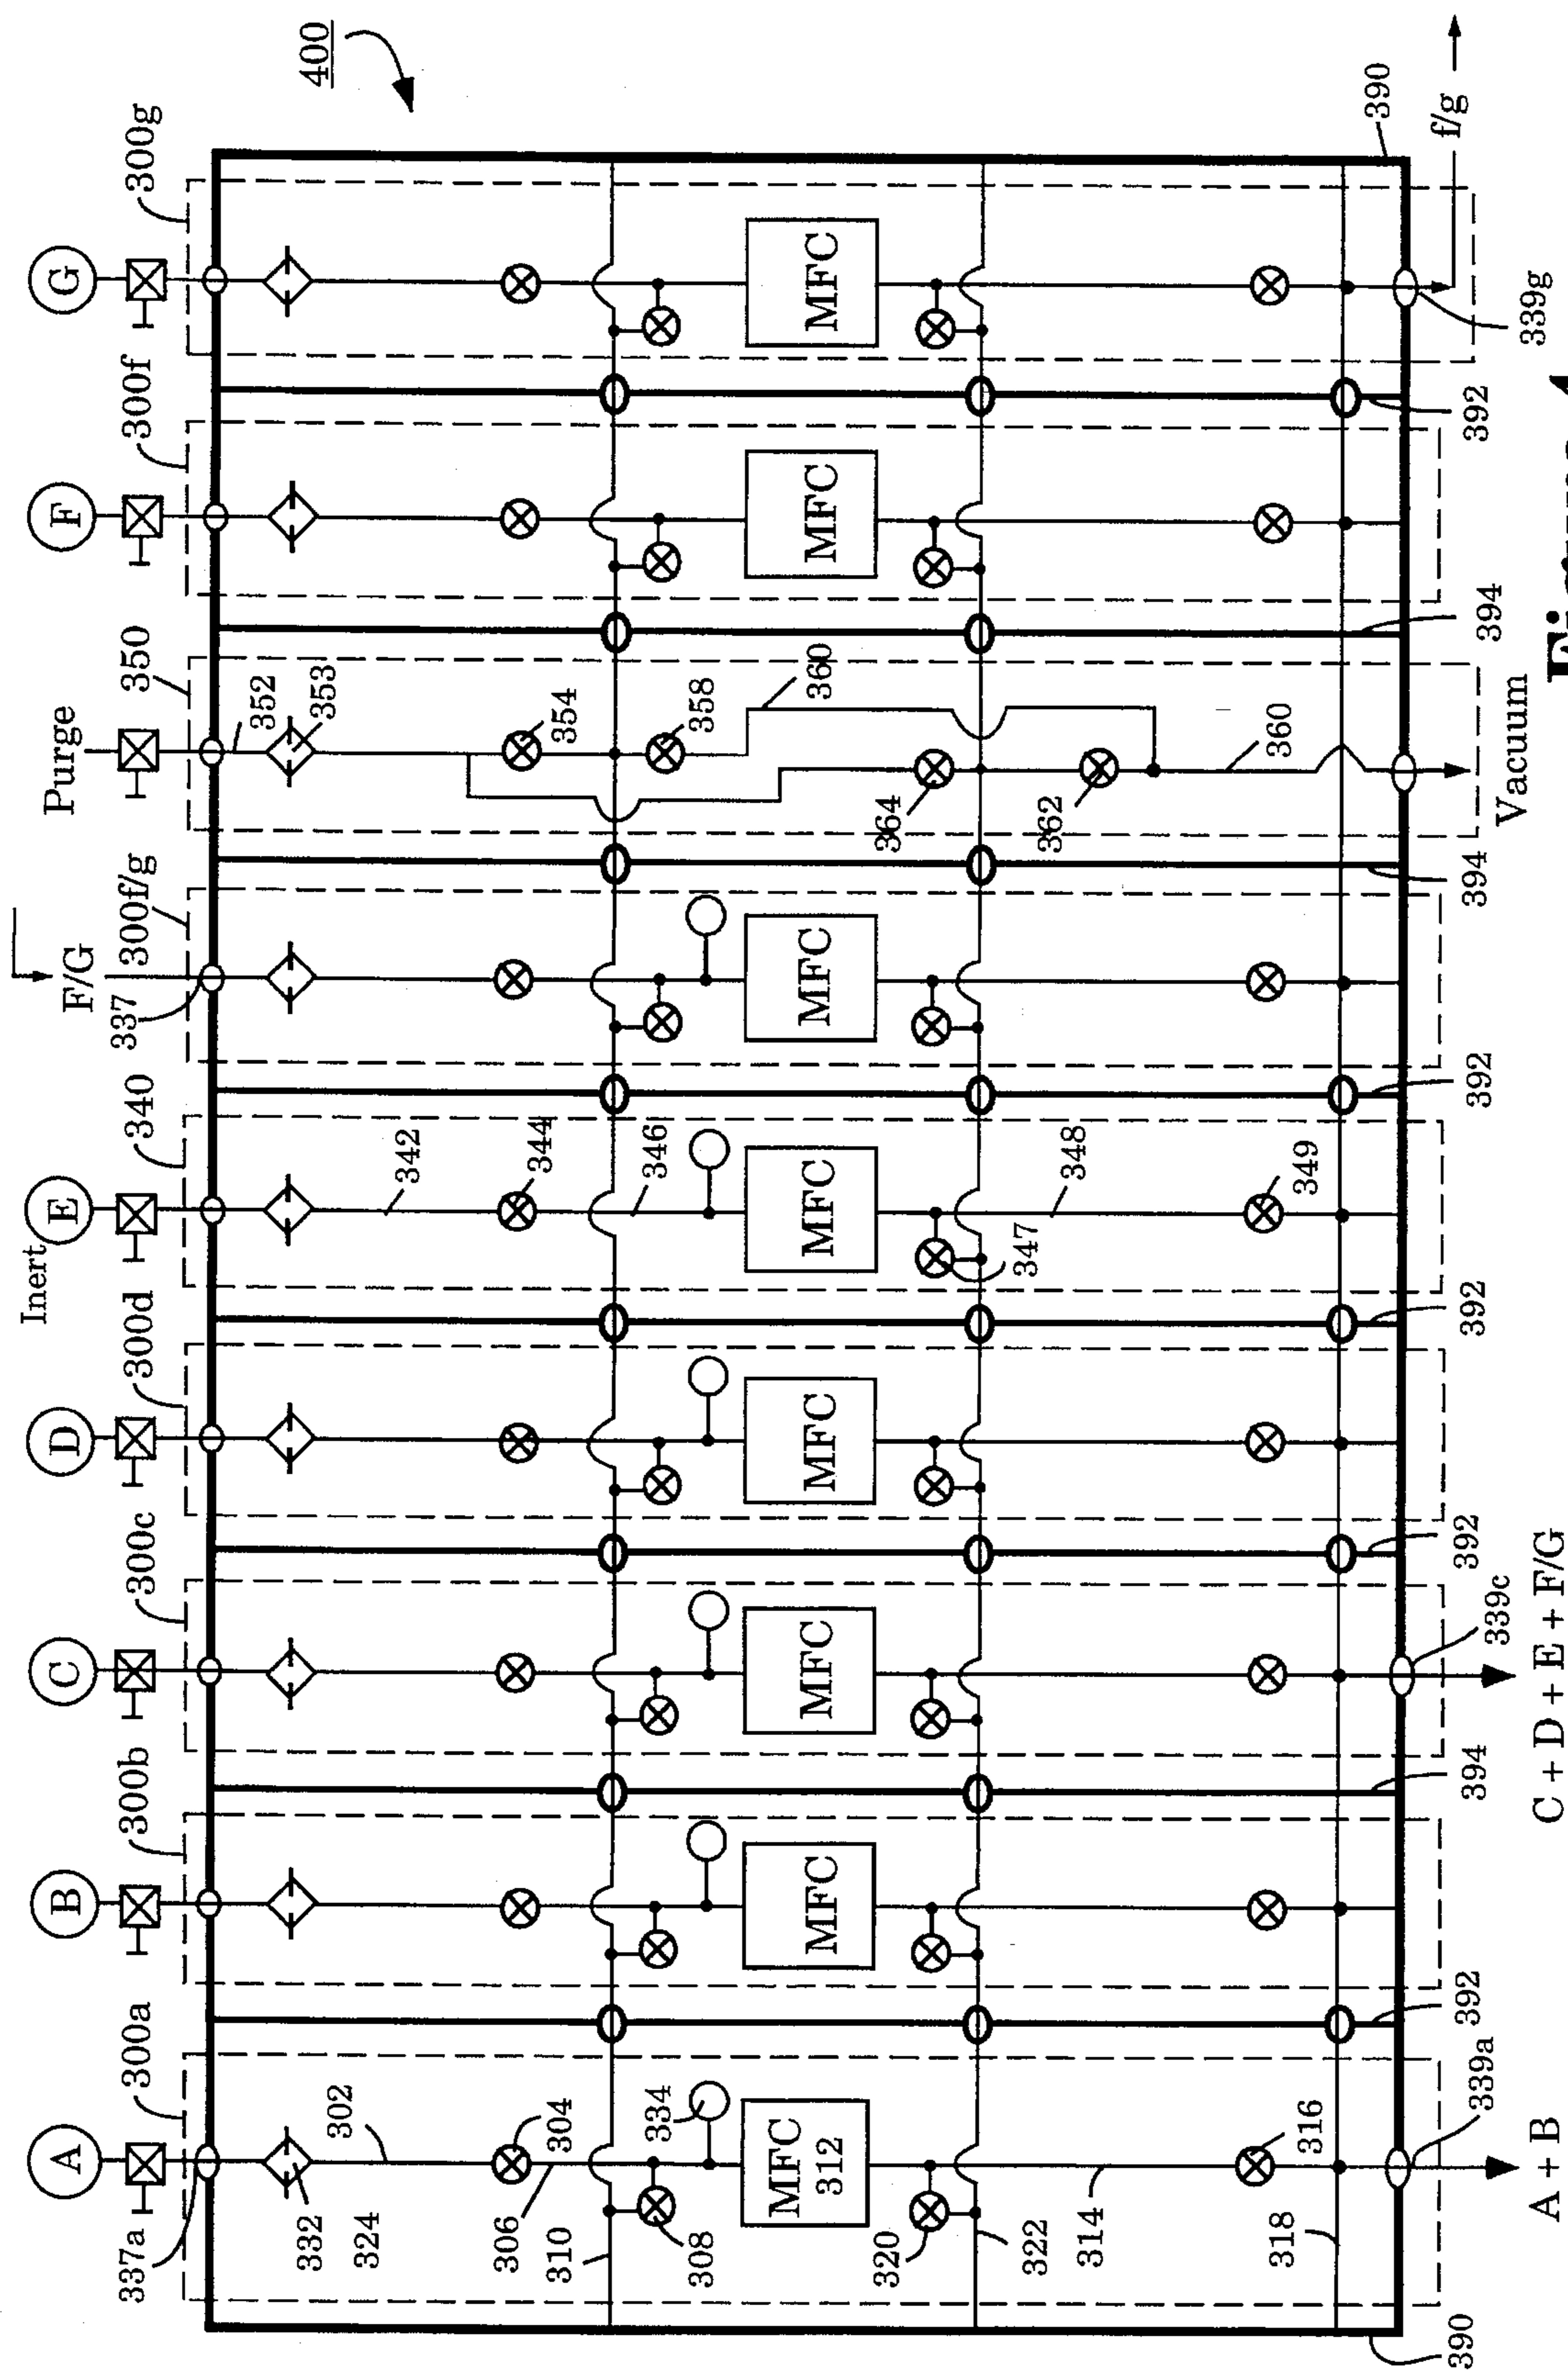 400
A
B
C
D
Inert
E
F/G
Purge
F
G
337a
300a
300b
300c
300d
340
337
300f/g
350
300f
300g
332
324
302
342
352
353
304
344
354
306
346
310
308
334
358
360
MFC
312
MFC
MFC
MFC
MFC
MFC
MFC
MFC
320
322
314
347
348
364
362
360
318
316
349
390
339a
392
394
339c
392
392
392
394
394
392
339g
390
A + B
C + D + E + F/G
Vacuum
f/g